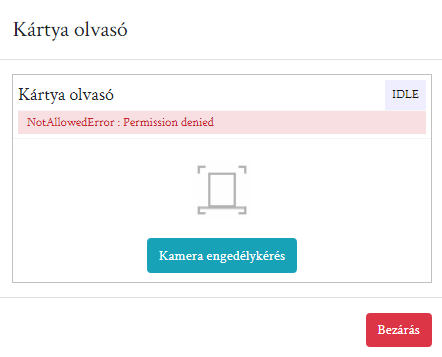 Kártya olvasó
Kártya olvasó
IDLE
NotAllowedError : Permission denied
Kamera engedélykérés
Bezárás